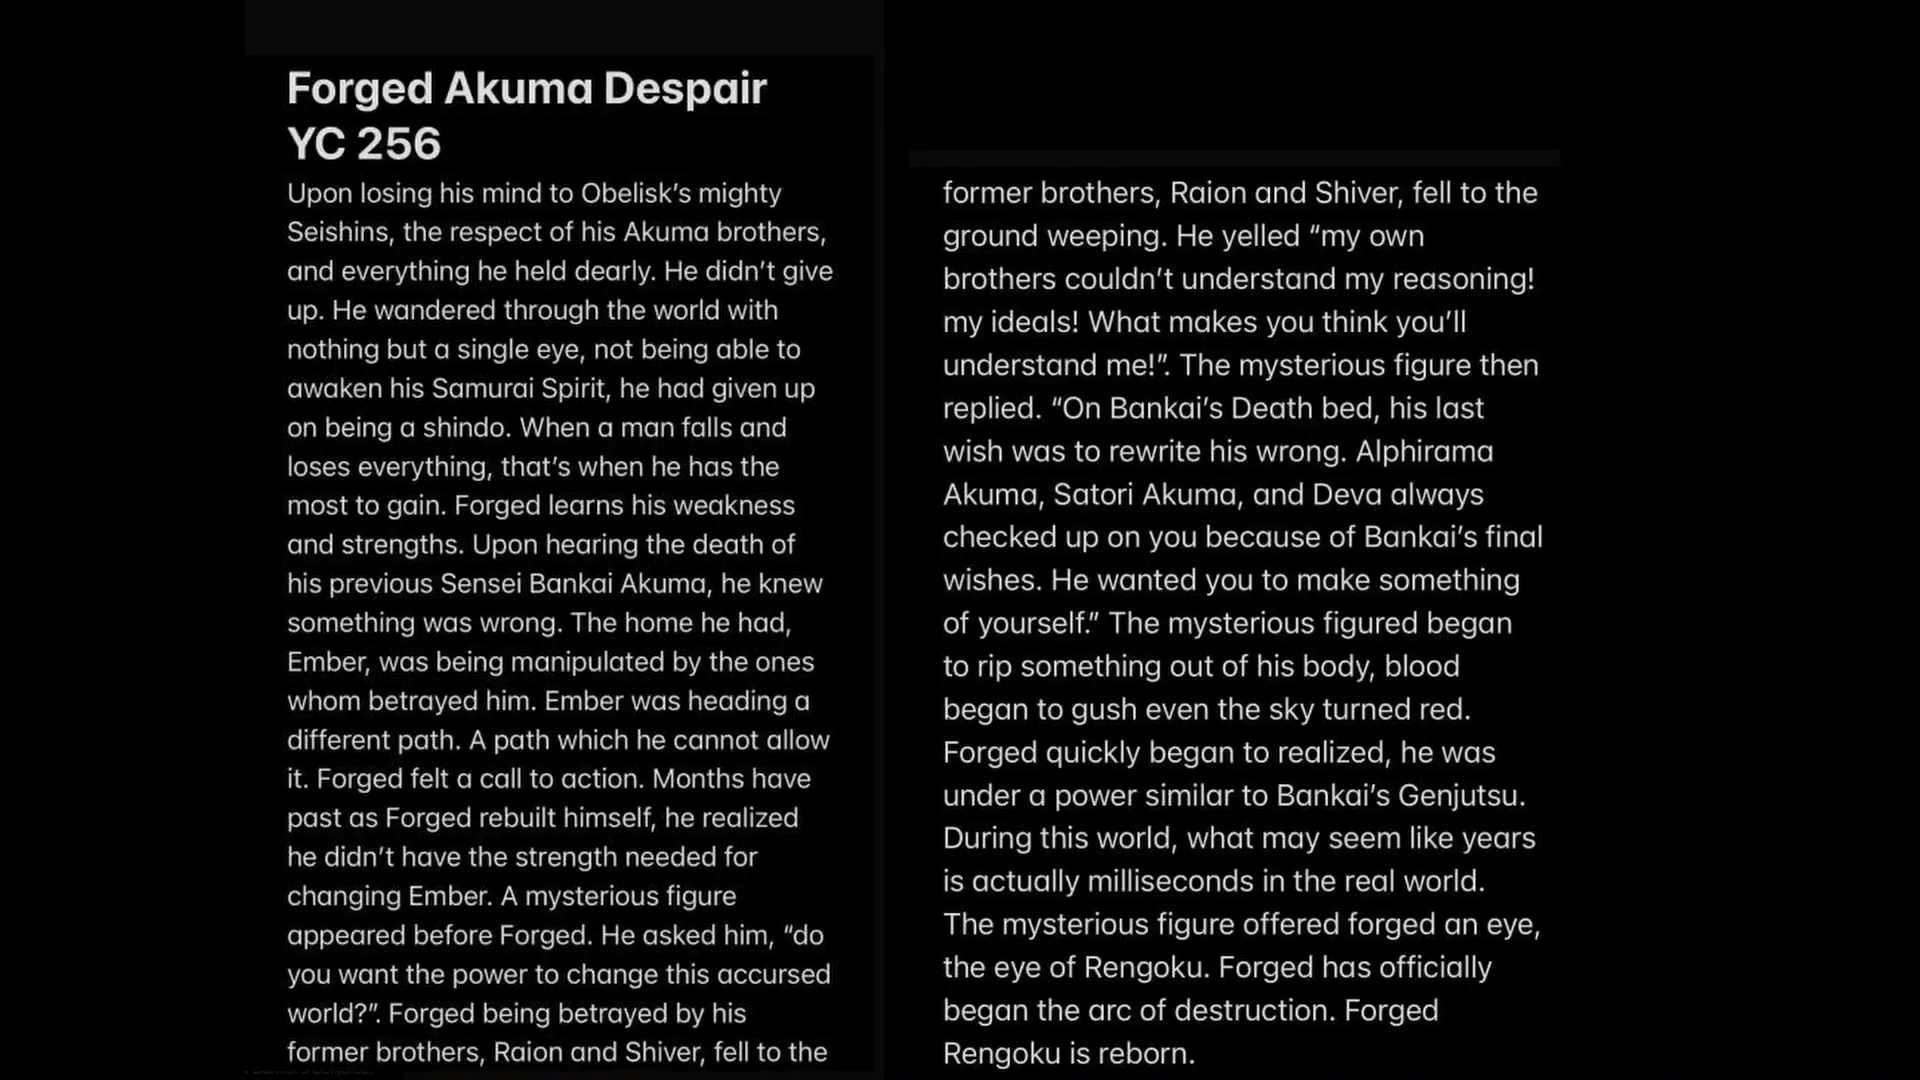 Forged Akuma Despair
YC 256
Upon losing his mind to Obelisk’s mighty
Seishins, the respect of his Akuma brothers,
and everything he held dearly. He didn’t give
up. He wandered through the world with
nothing but a single eye, not being able to
awaken his Samurai Spirit, he had given up
on being a shindo. When a man falls and
loses everything, that’s when he has the
most to gain. Forged learns his weakness
and strengths. Upon hearing the death of
his previous Sensei Bankai Akuma, he knew
something was wrong. The home he had,
Ember, was being manipulated by the ones
whom betrayed him. Ember was heading a
different path. A path which he cannot allow
it. Forged felt a call to action. Months have
past as Forged rebuilt himself, he realized
he didn’t have the strength needed for
changing Ember. A mysterious figure
appeared before Forged. He asked him, “do
you want the power to change this accursed
world?”. Forged being betrayed by his
former brothers, Raion and Shiver, fell to the
former brothers, Raion and Shiver, fell to the
ground weeping. He yelled “my own
brothers couldn’t understand my reasoning!
my ideals! What makes you think you’ll
understand me!”. The mysterious figure then
replied. “On Bankai’s Death bed, his last
wish was to rewrite his wrong. Alphirama
Akuma, Satori Akuma, and Deva always
checked up on you because of Bankai’s final
wishes. He wanted you to make something
of yourself.” The mysterious figured began
to rip something out of his body, blood
began to gush even the sky turned red.
Forged quickly began to realized, he was
under a power similar to Bankai’s Genjutsu.
During this world, what may seem like years
is actually milliseconds in the real world.
The mysterious figure offered forged an eye,
the eye of Rengoku. Forged has officially
began the arc of destruction. Forged
Rengoku is reborn.